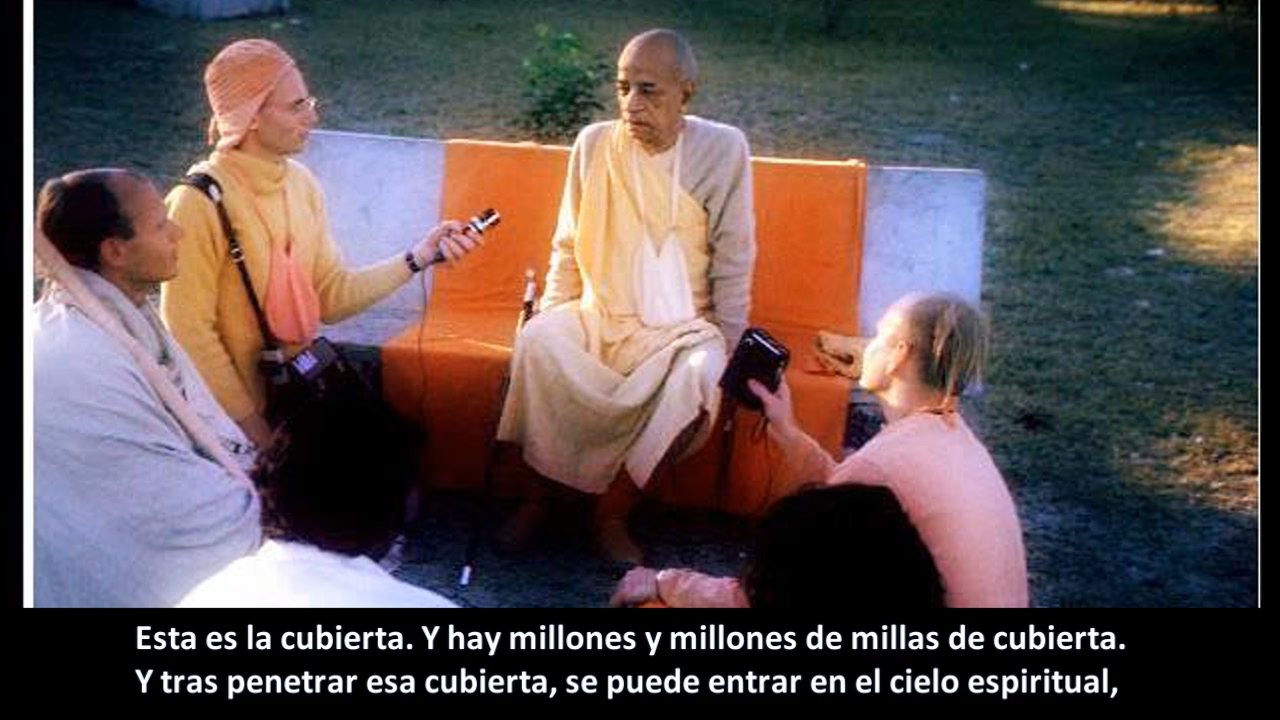 Esta es la cubierta. Y hay millones y millones de millas de cubierta.
Y tras penetrar esa cubierta, se puede entrar en el cielo espiritual,